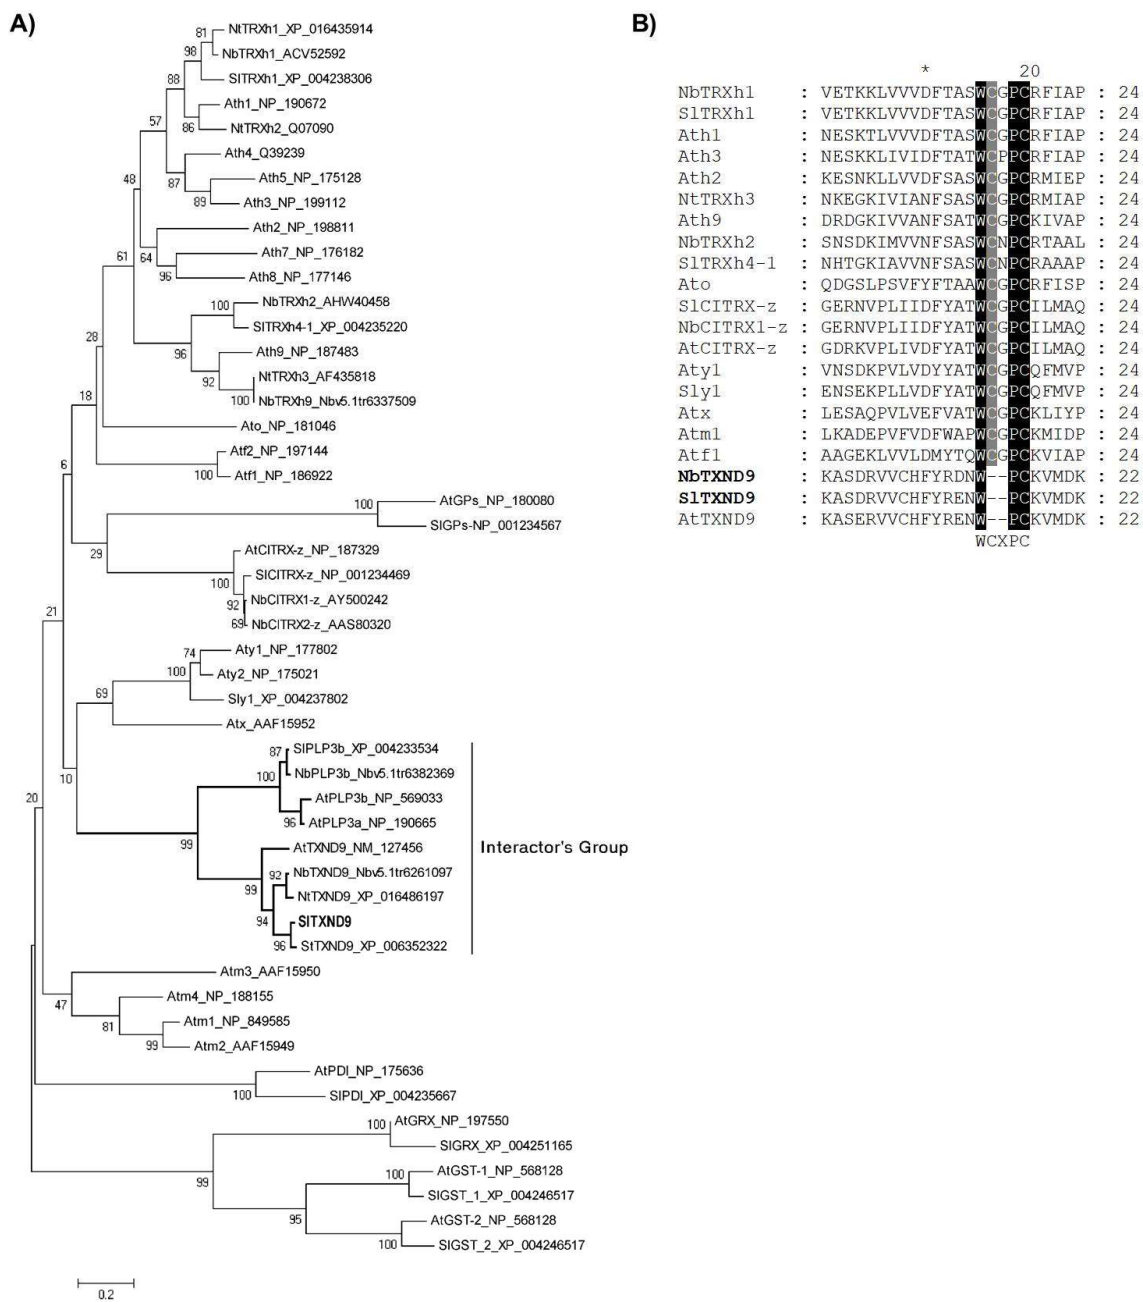 A)
81
NtTRXh1_XP_016435914
98
NbTRXh1_ACV52592
88
SlTRXh1_XP_004238306
57
Ath1_NP_190672
86
NtTRXh2_Q07090
48
Ath4_Q39239
87
Ath5_NP_175128
89
Ath3_NP_199112
61
Ath2_NP_198811
64
Ath7_NP_176182
96
Ath8_NP_177146
28
100
NbTRXh2_AHW40458
SlTRXh4-1_XP_004235220
96
Ath9_NP_187483
92
NtTRXh3_AF435818
100
NbTRXh9_Nbv5.1tr6337509
18
Ato_NP_181046
Atf2_NP_197144
100
Atf1_NP_186922
6
100
AtGPs_NP_180080
SlGPs-NP_001234567
29
AtCITRX-z_NP_187329
100
SlCITRX-z_NP_001234469
92
NbCITRX1-z_AY500242
69
NbCITRX2-z_AAS80320
21
74
Aty1_NP_177802
100
Aty2_NP_175021
69
Sly1_XP_004237802
Atx_AAF15952
10
87
SlPLP3b_XP_004233534
100
NbPLP3b_Nbv5.1tr6382369
AtPLP3b_NP_569033
96
AtPLP3a_NP_190665
99
AtTXND9_NM_127456
99
92
NbTXND9_Nbv5.1tr6261097
NtTXND9_XP_016486197
94
SlTXND9
96
StTXND9_XP_006352322
Interactor's Group
20
Atm3_AAF15950
47
Atm4_NP_188155
81
Atm1_NP_849585
99
Atm2_AAF15949
AtPDI_NP_175636
100
SlPDI_XP_004235667
100
AtGRX_NP_197550
SlGRX_XP_004251165
99
100
AtGST-1_NP_568128
SlGST_1_XP_004246517
95
AtGST-2_NP_568128
100
SlGST_2_XP_004246517
0.2
B)
* 20
NbTRXh1 : VETKKLVVVDFTASWCGPCRFIAP : 24
SlTRXh1 : VETKKLVVVDFTASWCGPCRFIAP : 24
Ath1 : NESKTLVVVDFTASWCGPCRFIAP : 24
Ath3 : NESKKLIVIDFTATWCPPCRFIAP : 24
Ath2 : KESNKLLVVDFSASWCGPCRMIEP : 24
NtTRXh3 : NKEGKIVIANFSASWCGPCRMIAP : 24
Ath9 : DRDGKIVVANFSATWCGPCKIVAP : 24
NbTRXh2 : SNSDKIMVVNFSASWCNPCRTAAL : 24
SlTRXh4-1 : NHTGKIAVVNFSASWCNPCRAAAP : 24
Ato : QDGSLPSVFYFTAAWCGPCRFISP : 24
SlCITRX-z : GERNVPLIIDFYATWCGPCILMAQ : 24
NbCITRX1-z : GERNVPLIIDFYATWCGPCILMAQ : 24
AtCITRX-z : GDRKVPLIVDFYATWCGPCILMAQ : 24
Aty1 : VNSDKPVLVDYYATWCGPCQFMVP : 24
Sly1 : ENSEKPLLVDFYATWCGPCQFMVP : 24
Atx : LESAQPVLVEFVATWCGPCKLIYP : 24
Atm1 : LKADEPVFVDFWAPWCGPCKMIDP : 24
Atf1 : AAGEKLVVLDMYTQWCGPCKVIAP : 24
NbTXND9 : KASDRVVCHFYRDNW--PCKVMDK : 22
SlTXND9 : KASDRVVCHFYRENW--PCKVMDK : 22
AtTXND9 : KASERVVCHFYRENW--PCKVMDK : 22
WCXPC